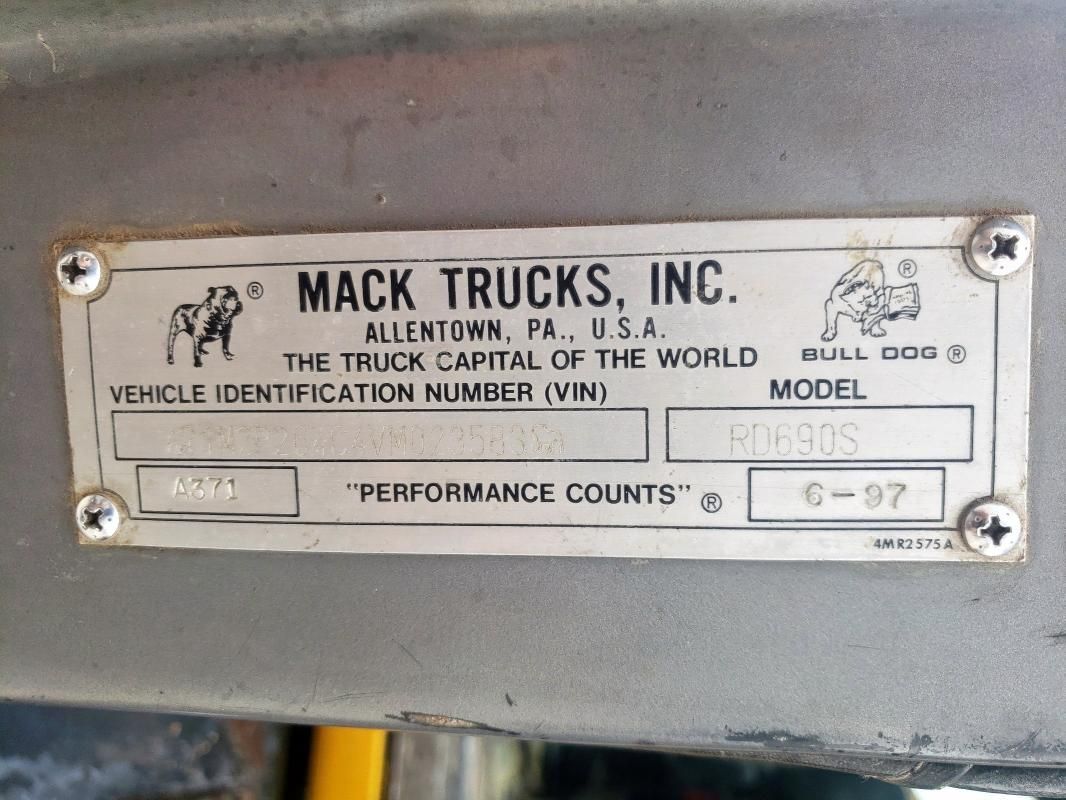 MACK TRUCKS, INC.
ALLENTOWN, PA., U.S.A.
THE TRUCK CAPITAL OF THE WORLD
BULL DOG ®
®
®
VEHICLE IDENTIFICATION NUMBER (VIN)
MODEL
RD690S
A371
"PERFORMANCE COUNTS" ®
6-97
4MR2575A